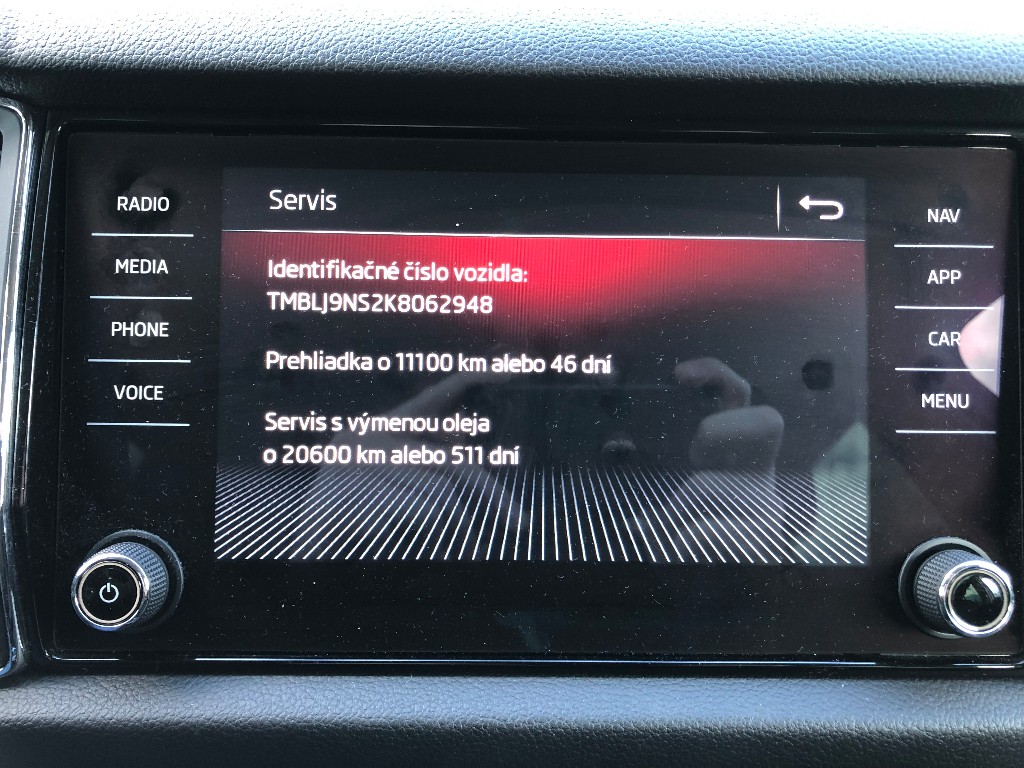 Servis
RADIO
MEDIA
PHONE
VOICE
Identifikačné číslo vozidla:
TMBLJ9NS2K8062948
Prehliadka o 11100 km alebo 46 dní
Servis s výmenou oleja
o 20600 km alebo 511 dní
NAV
APP
CAR
MENU